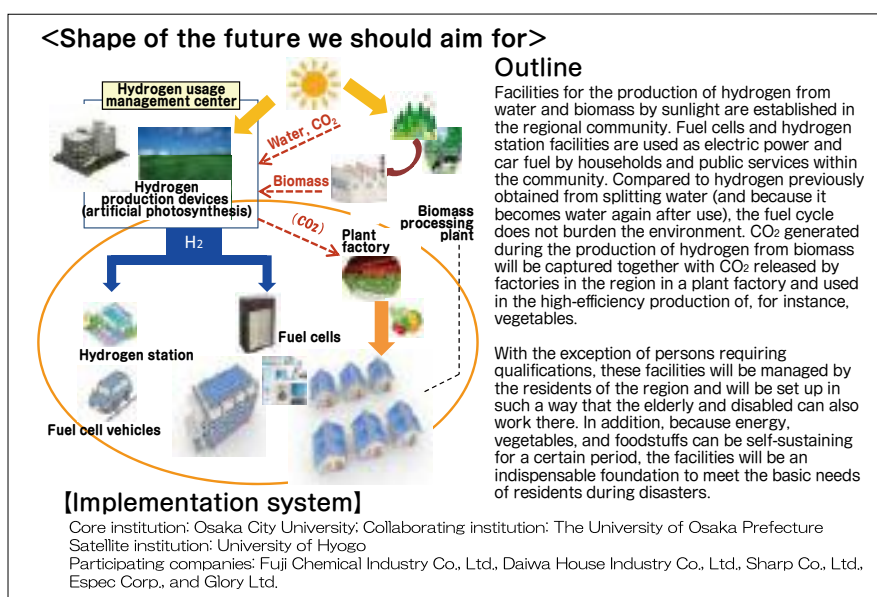 <Shape of the future we should aim for>
Hydrogen usage
management center
Water, CO₂
Biomass
Hydrogen
production devices
(artificial photosynthesis)
(CO₂)
Plant
factory
Biomass
processing
plant
H₂
Hydrogen station
Fuel cells
Fuel cell vehicles
Outline
Facilities for the production of hydrogen from
water and biomass by sunlight are established in
the regional community. Fuel cells and hydrogen
station facilities are used as electric power and
car fuel by households and public services within
the community. Compared to hydrogen previously
obtained from splitting water (and because it
becomes water again after use), the fuel cycle
does not burden the environment. CO₂ generated
during the production of hydrogen from biomass
will be captured together with CO₂ released by
factories in the region in a plant factory and used
in the high-efficiency production of, for instance,
vegetables.
With the exception of persons requiring
qualifications, these facilities will be managed by
the residents of the region and will be set up in
such a way that the elderly and disabled can also
work there. In addition, because energy,
vegetables, and foodstuffs can be self-sustaining
for a certain period, the facilities will be an
indispensable foundation to meet the basic needs
of residents during disasters.
【Implementation system】
Core institution: Osaka City University; Collaborating institution: The University of Osaka Prefecture
Satellite institution: University of Hyogo
Participating companies: Fuji Chemical Industry Co., Ltd., Daiwa House Industry Co., Ltd., Sharp Co., Ltd.,
Espec Corp., and Glory Ltd.